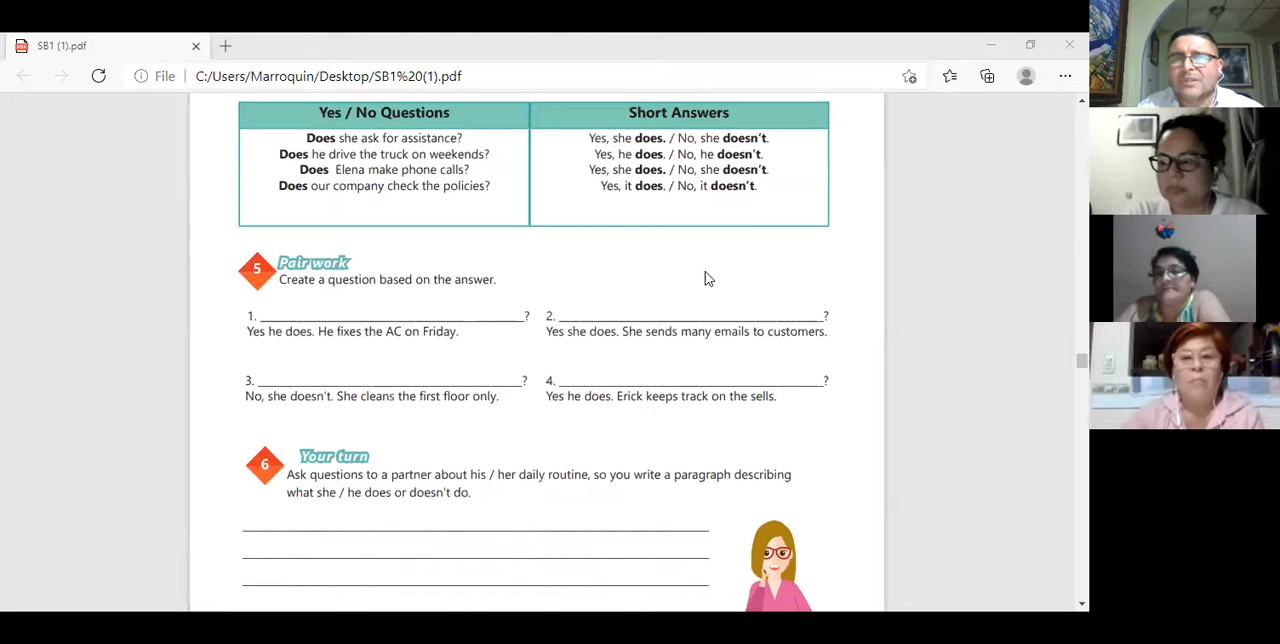 SB1 (1).pdf
File
C:/Users/Marroquin/Desktop/SB1%20(1).pdf
Yes / No Questions
Short Answers
Does she ask for assistance?
Yes, she does. / No, she doesn't.
Does he drive the truck on weekends?
Yes, he does. / No, he doesn't.
Does Elena make phone calls?
Yes, she does. / No, she doesn't.
Does our company check the policies?
Yes, it does. / No, it doesn't.
5
Pair work
Create a question based on the answer.
1. ______________________________?
Yes he does. He fixes the AC on Friday.
2. ______________________________?
Yes she does. She sends many emails to customers.
3. ______________________________?
No, she doesn't. She cleans the first floor only.
4. ______________________________?
Yes he does. Erick keeps track on the sells.
6
Your turn
Ask questions to a partner about his / her daily routine, so you write a paragraph describing
what she / he does or doesn't do.